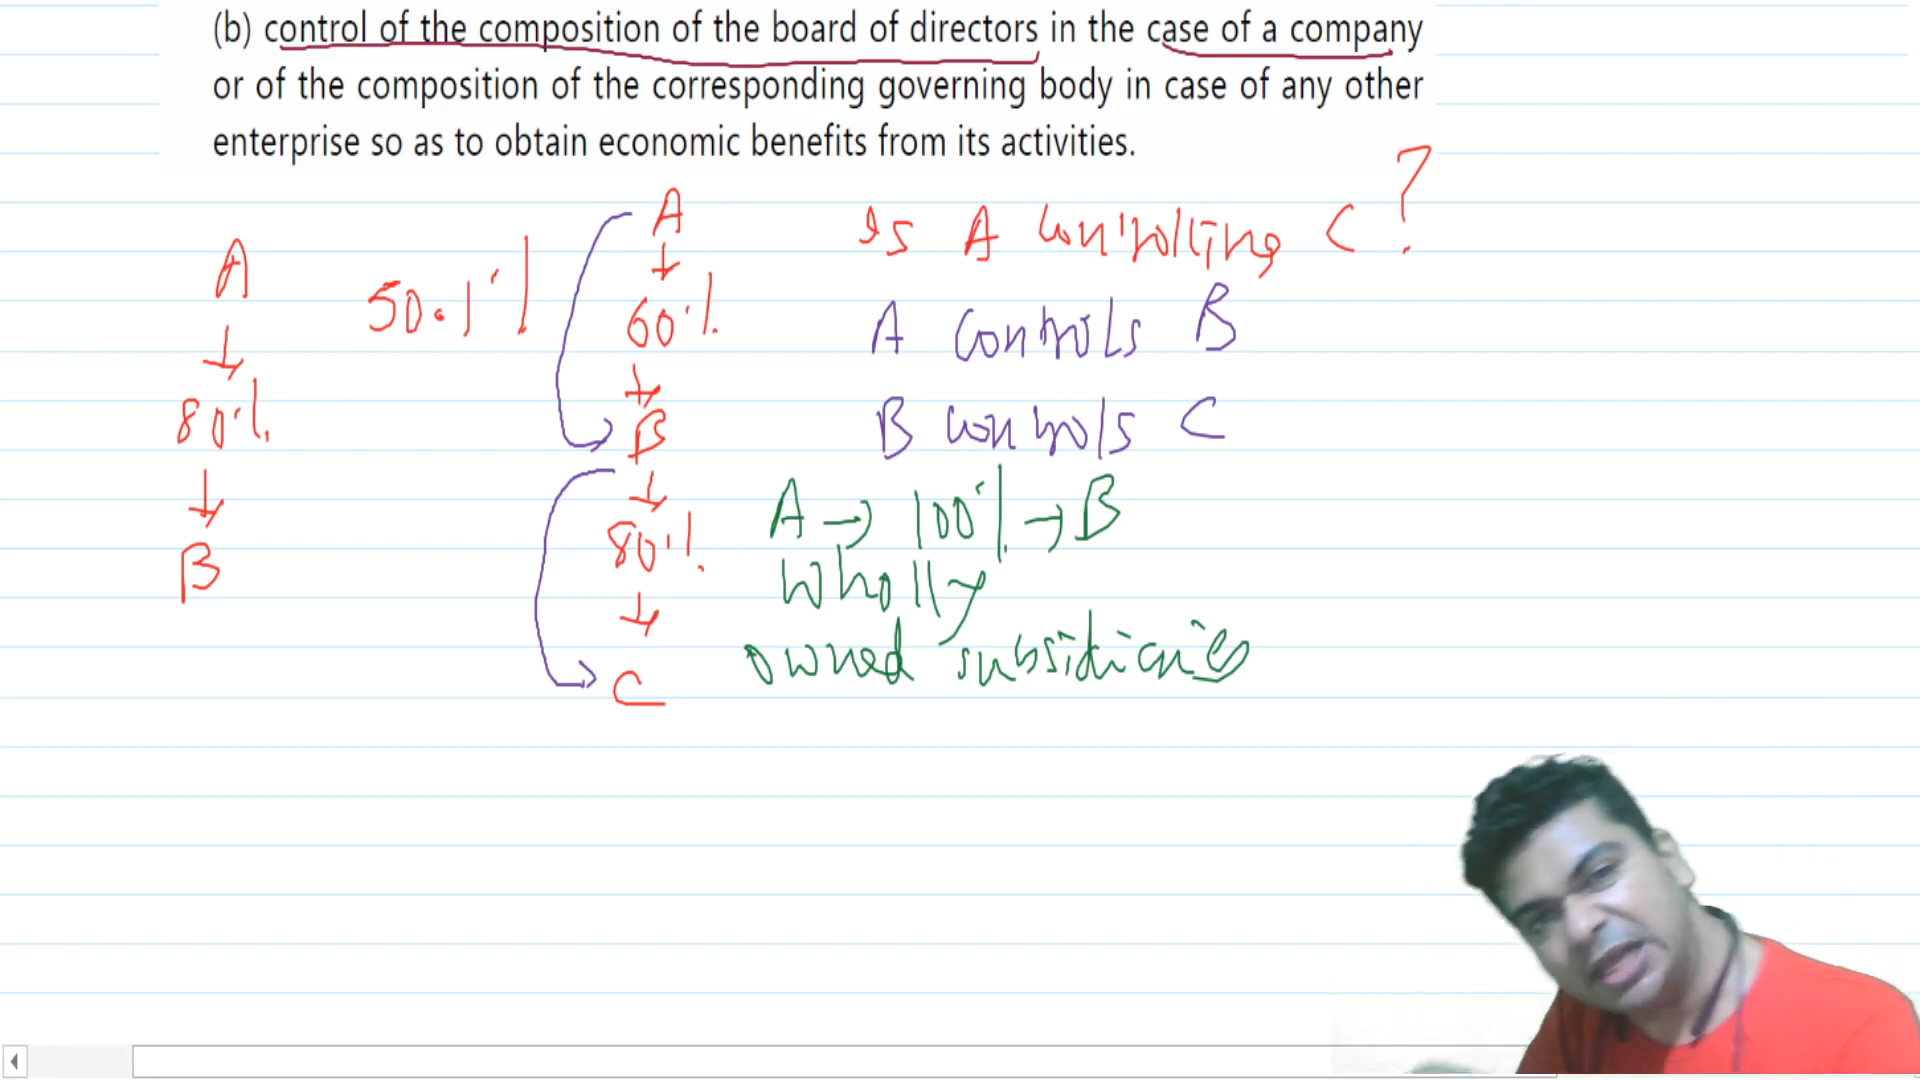 (b) control of the composition of the board of directors in the case of a company
or of the composition of the corresponding governing body in case of any other
enterprise so as to obtain economic benefits from its activities.
A
80%
B
50.1%
A
60%
B
80%
C
Is A controlling C?
A controls B
B controls C
A → 100% → B
Wholly
owned subsidiaries